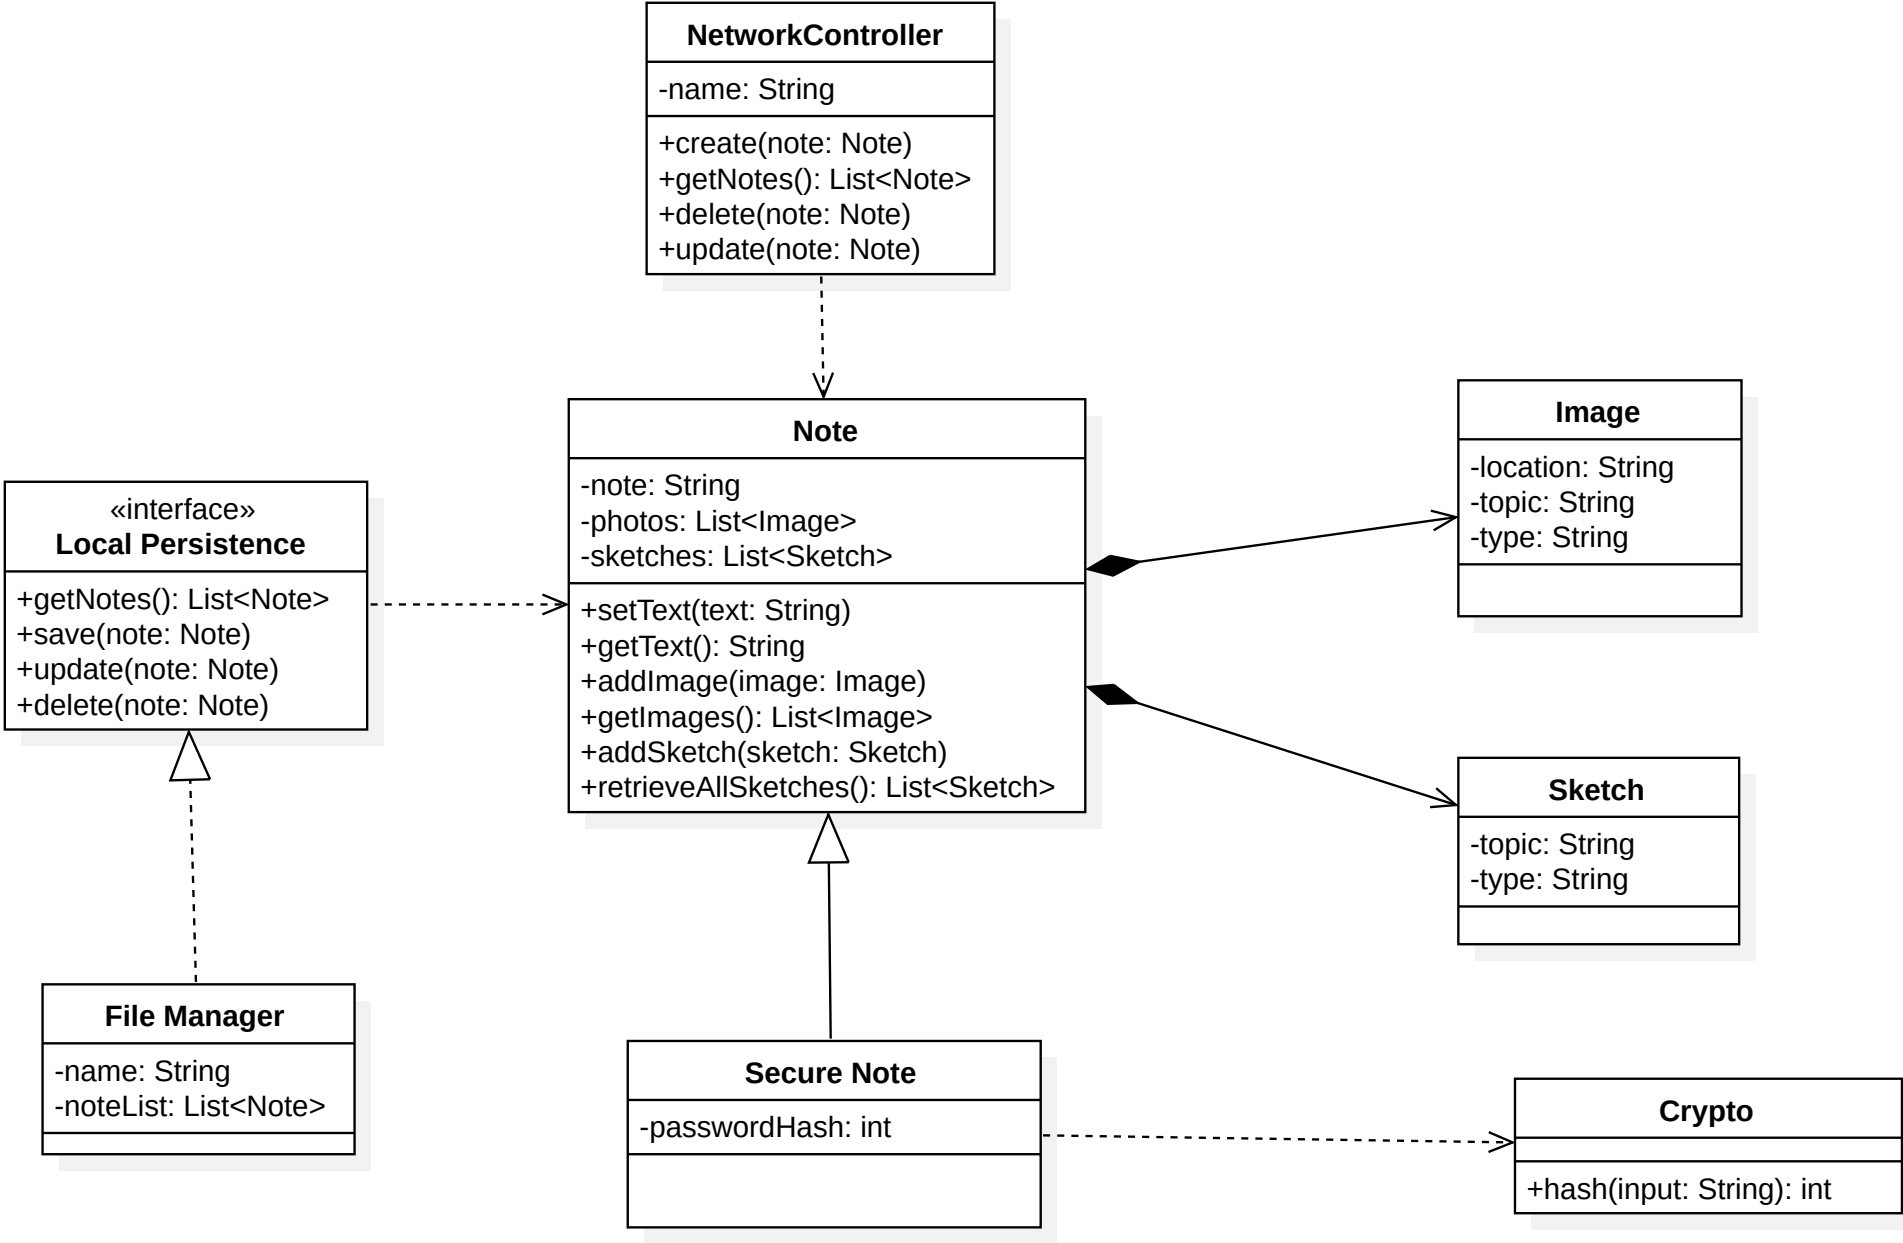 NetworkController
-name: String
+create(note: Note)
+getNotes(): List<Note>
+delete(note: Note)
+update(note: Note)
«interface»
Local Persistence
+getNotes(): List<Note>
+save(note: Note)
+update(note: Note)
+delete(note: Note)
Note
-note: String
-photos: List<Image>
-sketches: List<Sketch>
+setText(text: String)
+getText(): String
+addImage(image: Image)
+getImages(): List<Image>
+addSketch(sketch: Sketch)
+retrieveAllSketches(): List<Sketch>
Image
-location: String
-topic: String
-type: String
Sketch
-topic: String
-type: String
File Manager
-name: String
-noteList: List<Note>
Secure Note
-passwordHash: int
Crypto
+hash(input: String): int